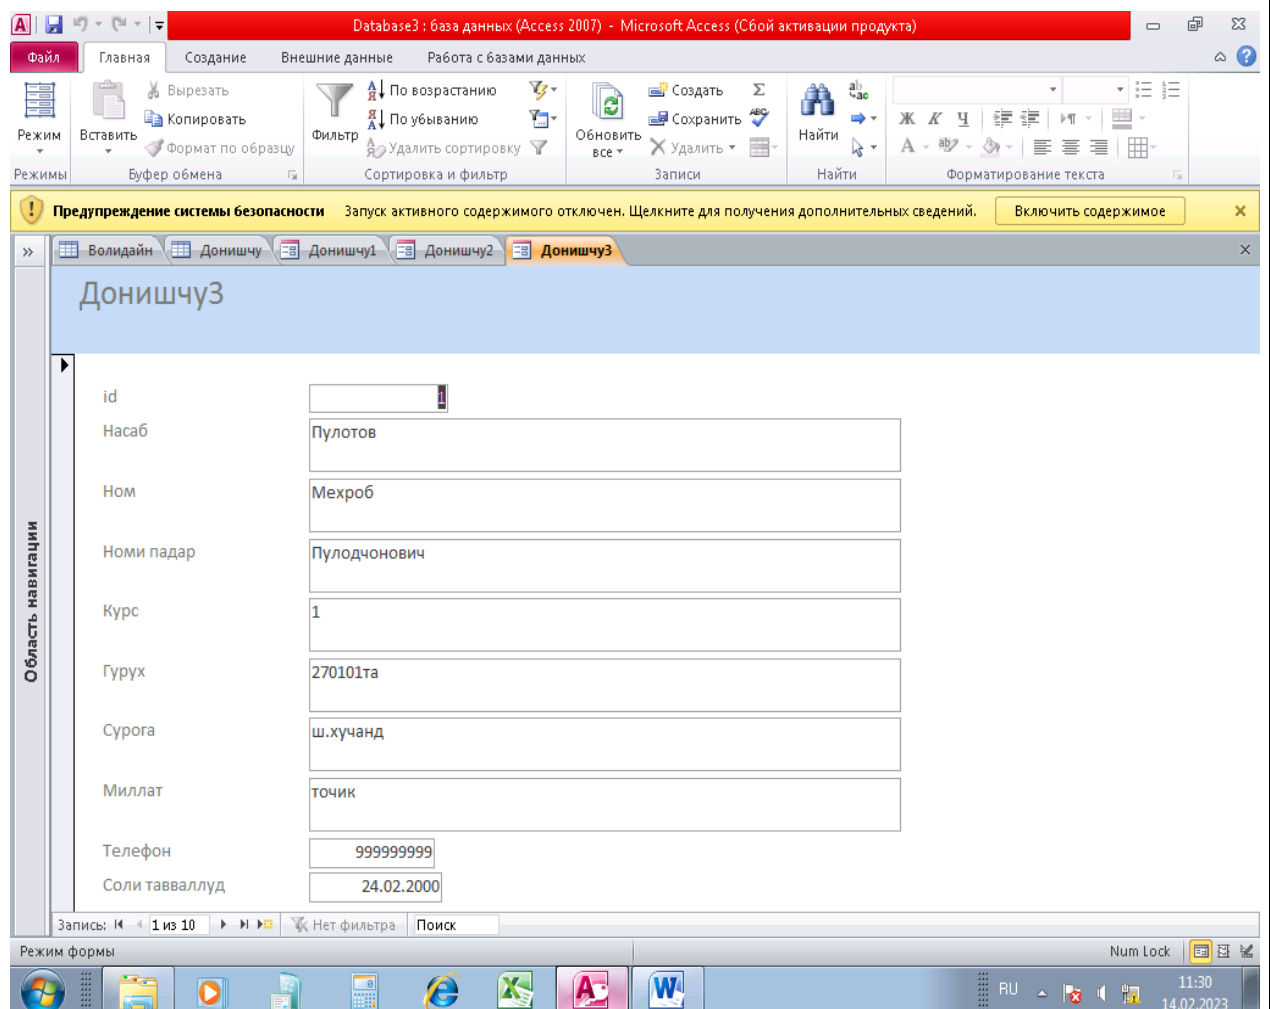 Database3 : база данных (Access 2007) - Microsoft Access (Сбой активации продукта)
Файл Главная Создание Внешние данные Работа с базами данных
Режим
Вставить
Вырезать
Копировать
Формат по образцу
Фильтр
По возрастанию
По убыванию
Удалить сортировку
Обновить все
Создать
Сохранить
Удалить
Найти
Ж К Ч
Режимы Буфер обмена Сортировка и фильтр Записи Найти Форматирование текста
Предупреждение системы безопасности Запуск активного содержимого отключен. Щелкните для получения дополнительных сведений. Включить содержимое
Волидайн Донишчу Донишчу1 Донишчу2 Донишчу3
Донишчу3
Область навигации
id 1
Насаб Пулотов
Ном Мехроб
Номи падар Пулодчонович
Курс 1
Гурух 270101та
Сурога ш.хучанд
Миллат точик
Телефон 999999999
Соли тавваллуд 24.02.2000
Запись: 1 из 10 Нет фильтра Поиск
Режим формы Num Lock
RU 11:30
14.02.2023